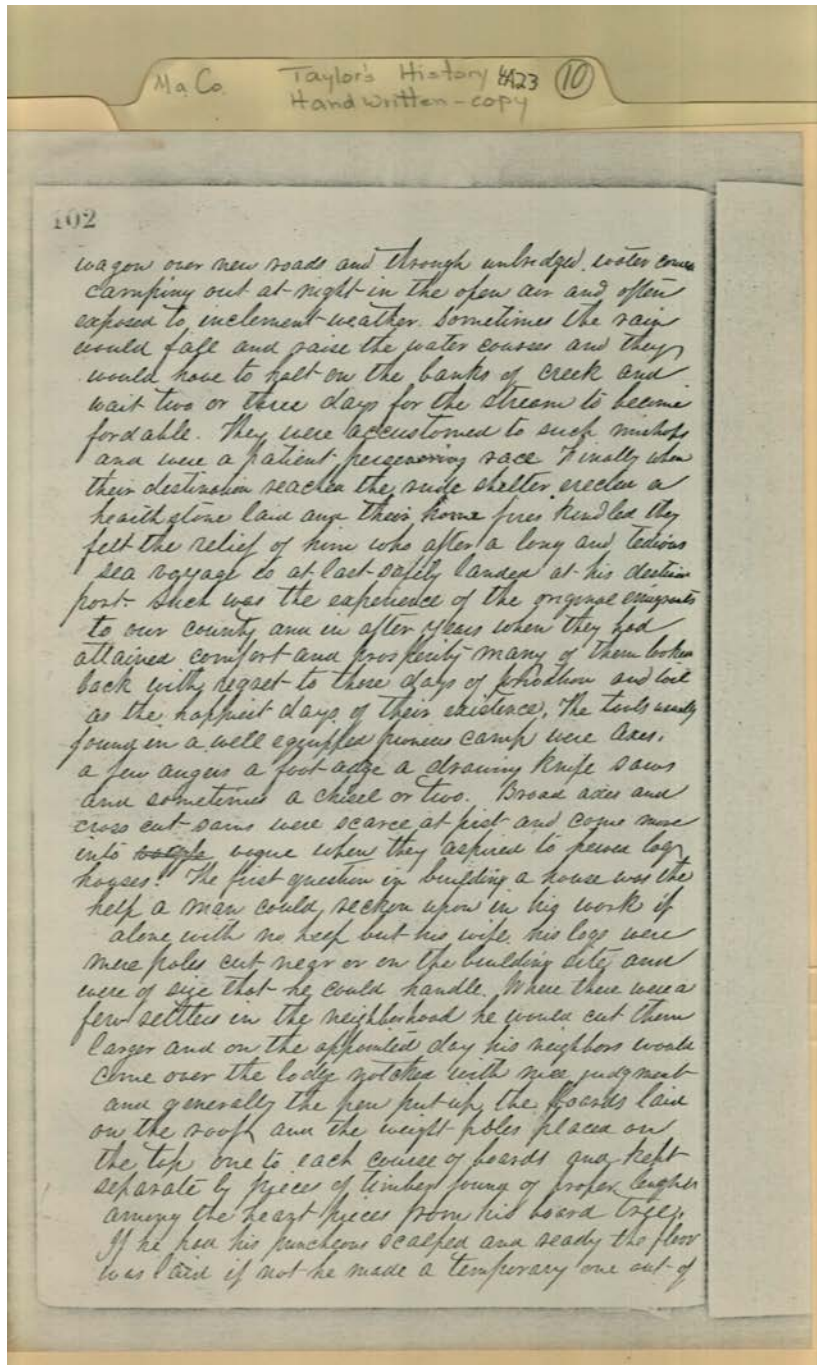 Ma Co. Taylor's History 4A23 10
Handwritten - copy
102
wagon over new roads and through unbridged water
camping out at night in the open air and often
exposed to inclement weather. Sometimes the rain
would fall and raise the water courses and they
would have to halt on the banks of creek and
wait two or three days for the stream to become
fordable. They were accustomed to such mishaps
and were a patient persevering race Finally when
their destination reached the rude shelter erected a
hearth stone laid and their home fires kindled they
felt the relief of him who after a long and tedious
sea voyage is at last safely landed at his
port. Such was the experience of the original emigrants
to our county and in after years when they had
attained comfort and prosperity many of them looked
back with regret to these days of privation and toil
as the happiest days of their existence. The tools usually
found in a well equipped pioneers camp were axes.
a few augers a foot adge a drawing knife saws
and sometimes a chisel or two. Broad axes and
cross cut saws were scarce at first and come more
into vogue when they aspired to hewed log
houses. The first question in building a house was the
help a man could reckon upon in his work if
alone with no help but his wife his logs were
mere poles cut near or on the building site and
were of size that he could handle. Where there were a
few settlers in the neighborhood he would cut them
larger and on the appointed day his neighbors would
come over the notched with nice judgment
and generally the pen put up the boards laid
on the roof and the weight poles placed on
the top one to each course of boards and kept
separate by pieces of timber found of proper lengths
among the heart pieces from his board trees.
If he had his puncheons scalped and ready the floor
was laid if not he made a temporary one out of